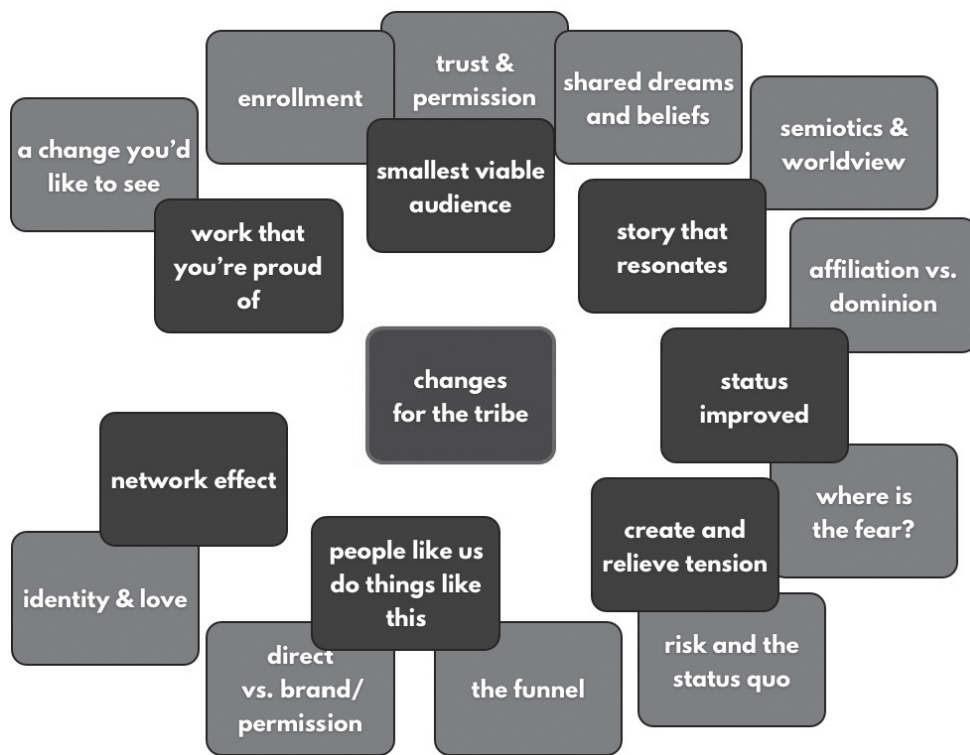 enrollment
trust &
permission
shared dreams
and beliefs
semiotics &
worldview
a change you'd
like to see
smallest viable
audience
work that
you're proud
of
story that
resonates
affiliation vs.
dominion
changes
for the tribe
status
improved
network effect
where is
the fear?
create and
relieve tension
people like us
do things like
this
identity & love
direct
vs. brand/
permission
the funnel
risk and the
status quo